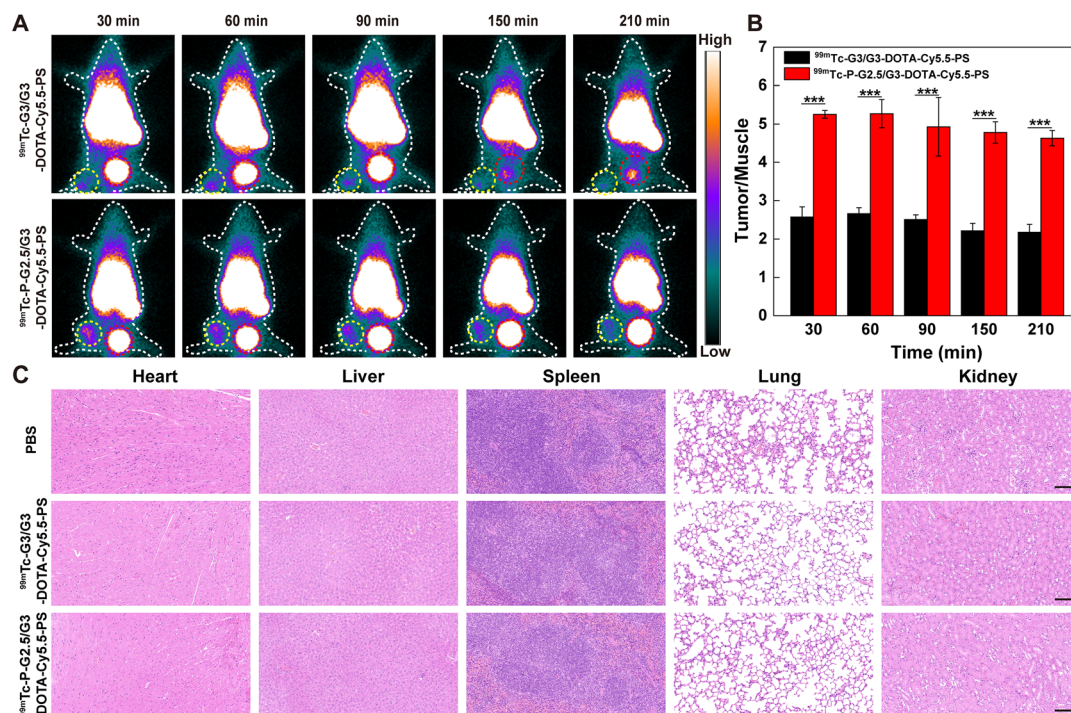 A
30 min
60 min
90 min
150 min
210 min
99mTc-G3/G3
-DOTA-Cy5.5-PS
99mTc-P-G2.5/G3
-DOTA-Cy5.5-PS
High
Low
B
99mTc-G3/G3-DOTA-Cy5.5-PS
99mTc-P-G2.5/G3-DOTA-Cy5.5-PS
*** *** *** *** ***
Tumor/Muscle
7
6
5
4
3
2
1
0
30 60 90 150 210
Time (min)
C
Heart Liver Spleen Lung Kidney
PBS
99mTc-G3/G3
-DOTA-Cy5.5-PS
99mTc-P-G2.5/G3
-DOTA-Cy5.5-PS